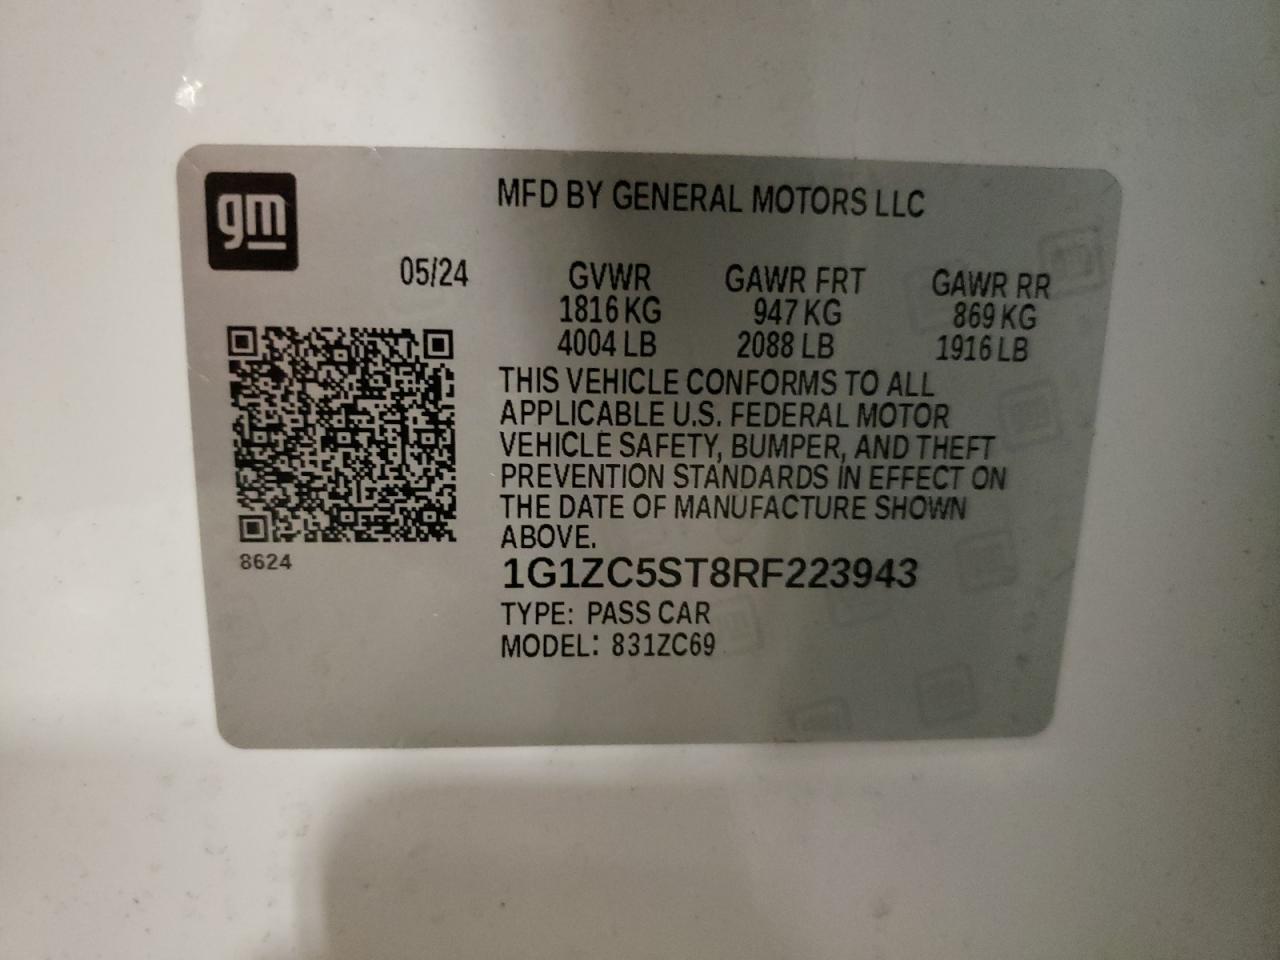 gm
MFD BY GENERAL MOTORS LLC
05/24
GVWR GAWR FRT GAWR RR
1816 KG 947 KG 869 KG
4004 LB 2088 LB 1916 LB
THIS VEHICLE CONFORMS TO ALL
APPLICABLE U.S. FEDERAL MOTOR
VEHICLE SAFETY, BUMPER, AND THEFT
PREVENTION STANDARDS IN EFFECT ON
THE DATE OF MANUFACTURE SHOWN
ABOVE.
8624
1G1ZC5ST8RF223943
TYPE: PASS CAR
MODEL: 831ZC69